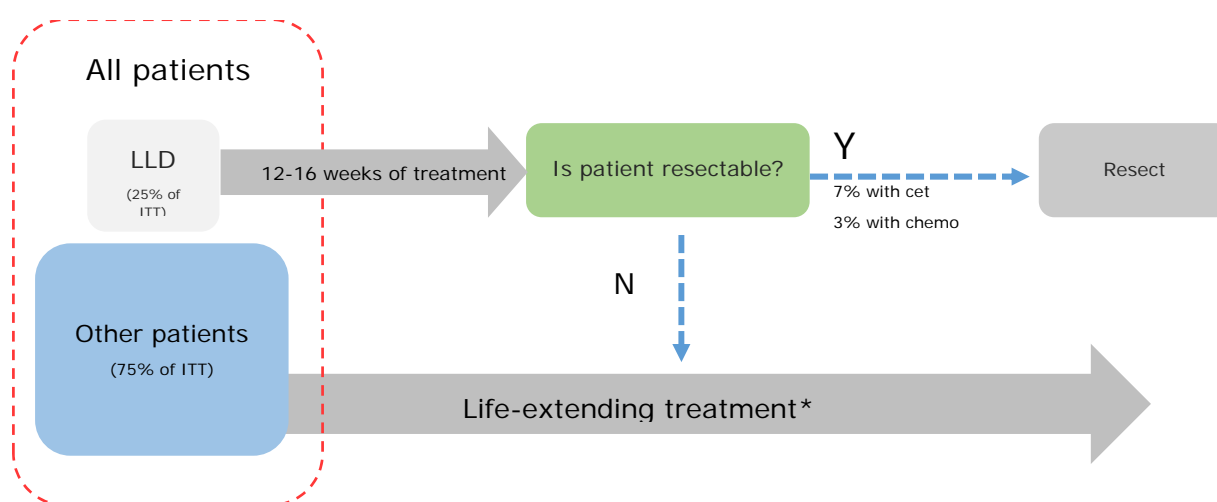 All patients
LLD
(25% of
ITT)
12-16 weeks of treatment
Is patient resectable?
Y
7% with cet
3% with chemo
Resect
N
Other patients
(75% of ITT)
Life-extending treatment*